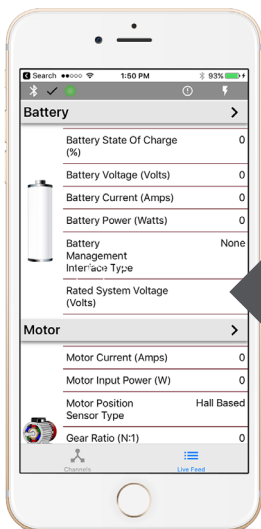 Search 1:50 PM 93%
Battery >
Battery State Of Charge 0
(%)
Battery Voltage (Volts) 0
Battery Current (Amps) 0
Battery Power (Watts) 0
Battery None
Management
Interface Type
Rated System Voltage
(Volts)
Motor >
Motor Current (Amps) 0
Motor Input Power (W) 0
Motor Position Hall Based
Sensor Type
Gear Ratio (N:1) 0
Channels Live Feed